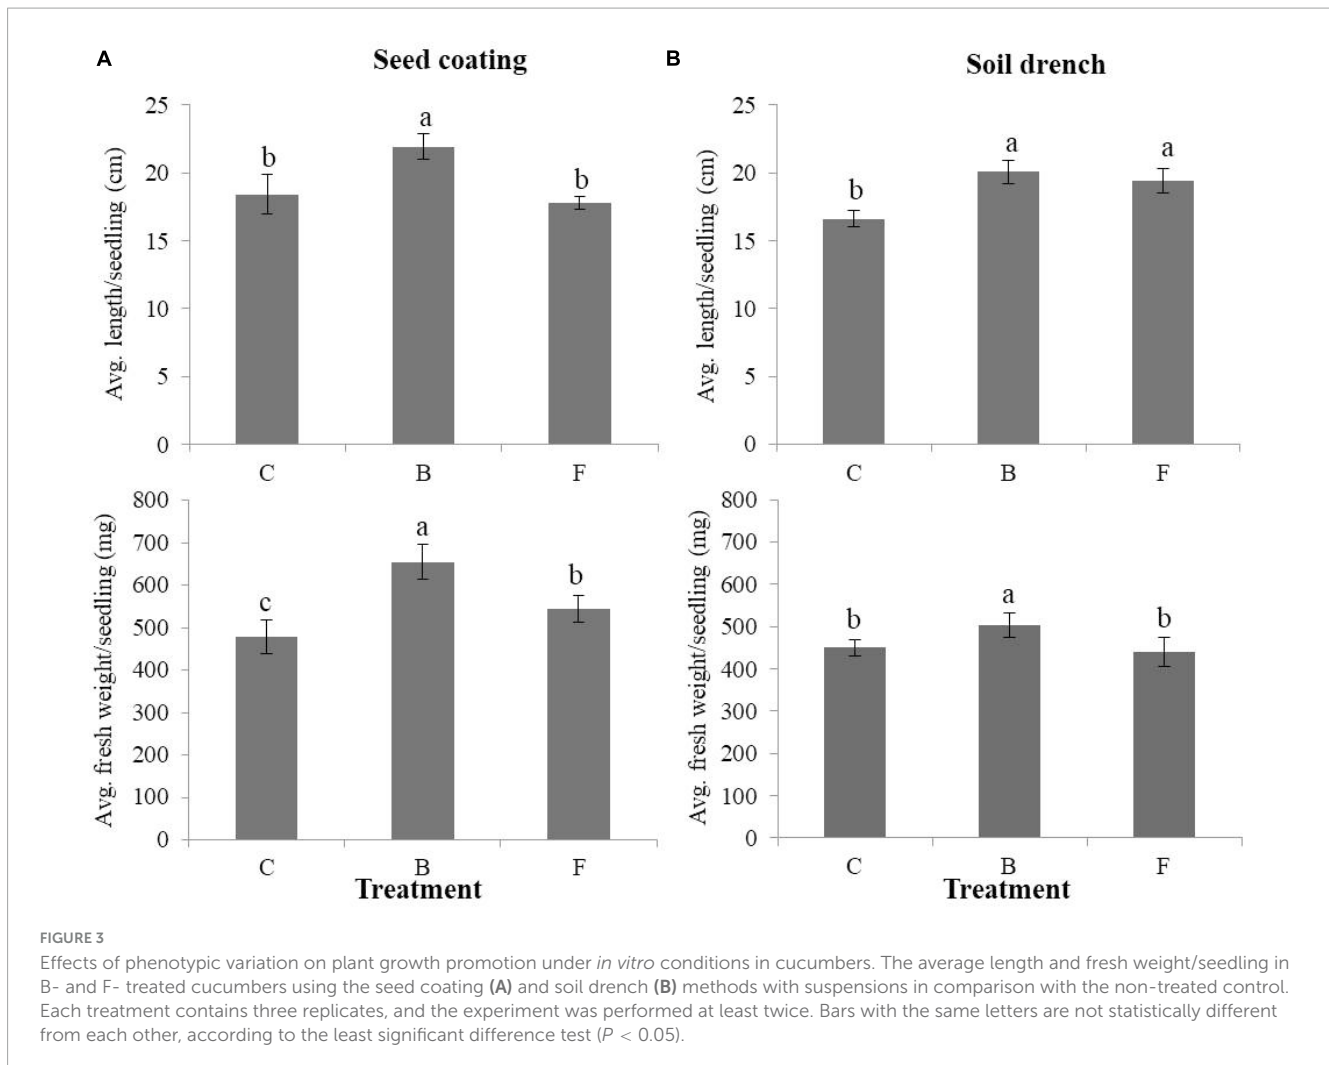 A
Seed coating
Avg. length/seedling (cm)
25
20
15
10
5
0
b
a
b
C
B
F
Avg. fresh weight/seedling (mg)
800
700
600
500
400
300
200
100
0
c
a
b
C
B
F
Treatment
B
Soil drench
Avg. length/seedling (cm)
25
20
15
10
5
0
b
a
a
C
B
F
Avg. fresh weight/seedling (mg)
800
700
600
500
400
300
200
100
0
b
a
b
C
B
F
Treatment
FIGURE 3
Effects of phenotypic variation on plant growth promotion under in vitro conditions in cucumbers. The average length and fresh weight/seedling in
B- and F- treated cucumbers using the seed coating (A) and soil drench (B) methods with suspensions in comparison with the non-treated control.
Each treatment contains three replicates, and the experiment was performed at least twice. Bars with the same letters are not statistically different
from each other, according to the least significant difference test (P < 0.05).